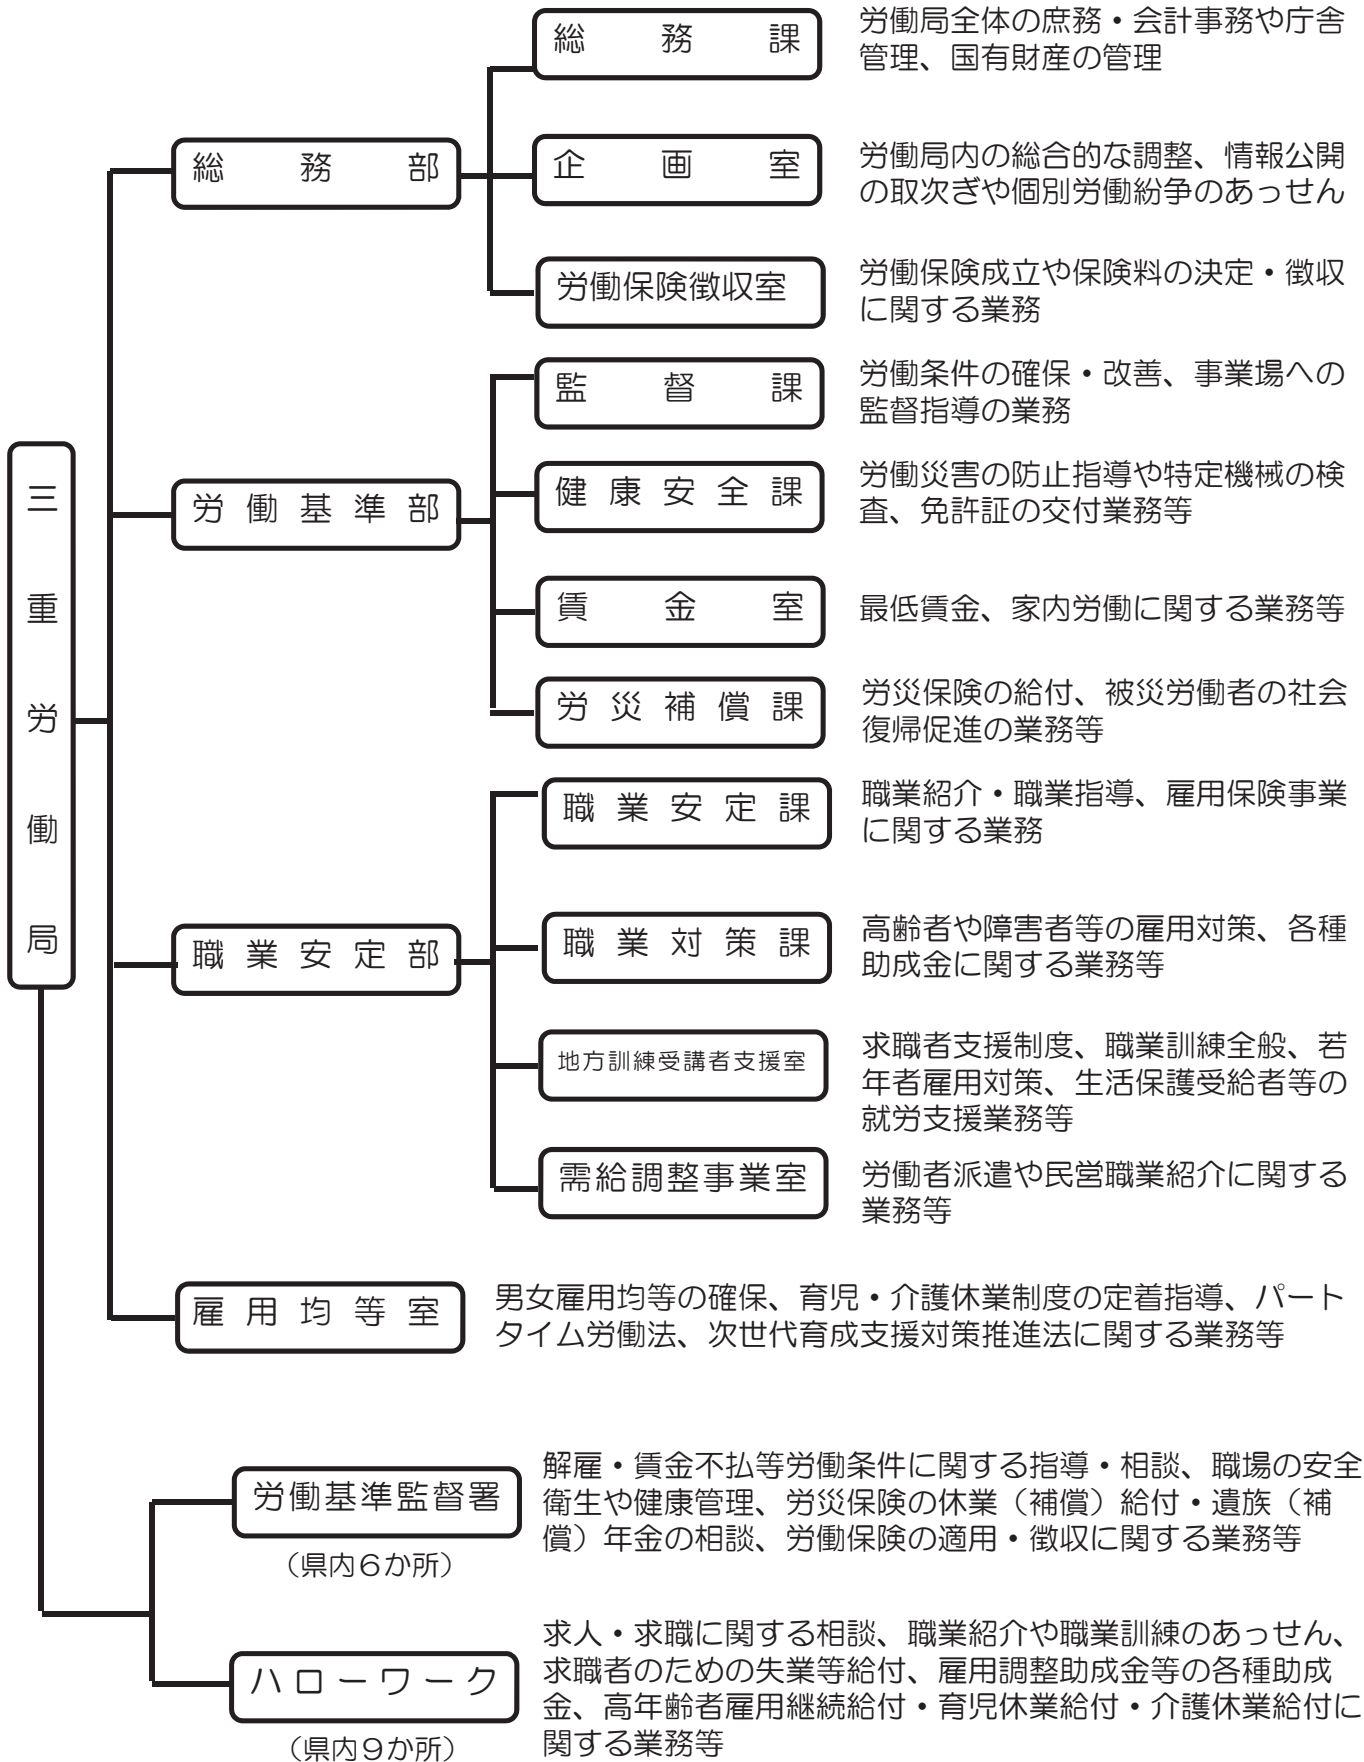 総務課
労働局全体の庶務・会計事務や庁舎
管理、国有財産の管理
総務部
企画室
労働局内の総合的な調整、情報公開
の取次ぎや個別労働紛争のあっせん
労働保険徴収室
労働保険成立や保険料の決定・徴収
に関する業務
監督課
労働条件の確保・改善、事業場への
監督指導の業務
三重労働局
労働基準部
健康安全課
労働災害の防止指導や特定機械の検
査、免許証の交付業務等
賃金室
最低賃金、家内労働に関する業務等
労災補償課
労災保険の給付、被災労働者の社会
復帰促進の業務等
職業安定課
職業紹介・職業指導、雇用保険事業
に関する業務
職業安定部
職業対策課
高齢者や障害者等の雇用対策、各種
助成金に関する業務等
地方訓練受講者支援室
求職者支援制度、職業訓練全般、若
年者雇用対策、生活保護受給者等の
就労支援業務等
需給調整事業室
労働者派遣や民営職業紹介に関する
業務等
雇用均等室
男女雇用均等の確保、育児・介護休業制度の定着指導、パート
タイム労働法、次世代育成支援対策推進法に関する業務等
労働基準監督署
(県内6か所)
解雇・賃金不払等労働条件に関する指導・相談、職場の安全
衛生や健康管理、労災保険の休業（補償）給付・遺族（補
償）年金の相談、労働保険の適用・徴収に関する業務等
ハローワーク
(県内9か所)
求人・求職に関する相談、職業紹介や職業訓練のあっせん、
求職者のための失業等給付、雇用調整助成金等の各種助成
金、高年齢者雇用継続給付・育児休業給付・介護休業給付に
関する業務等